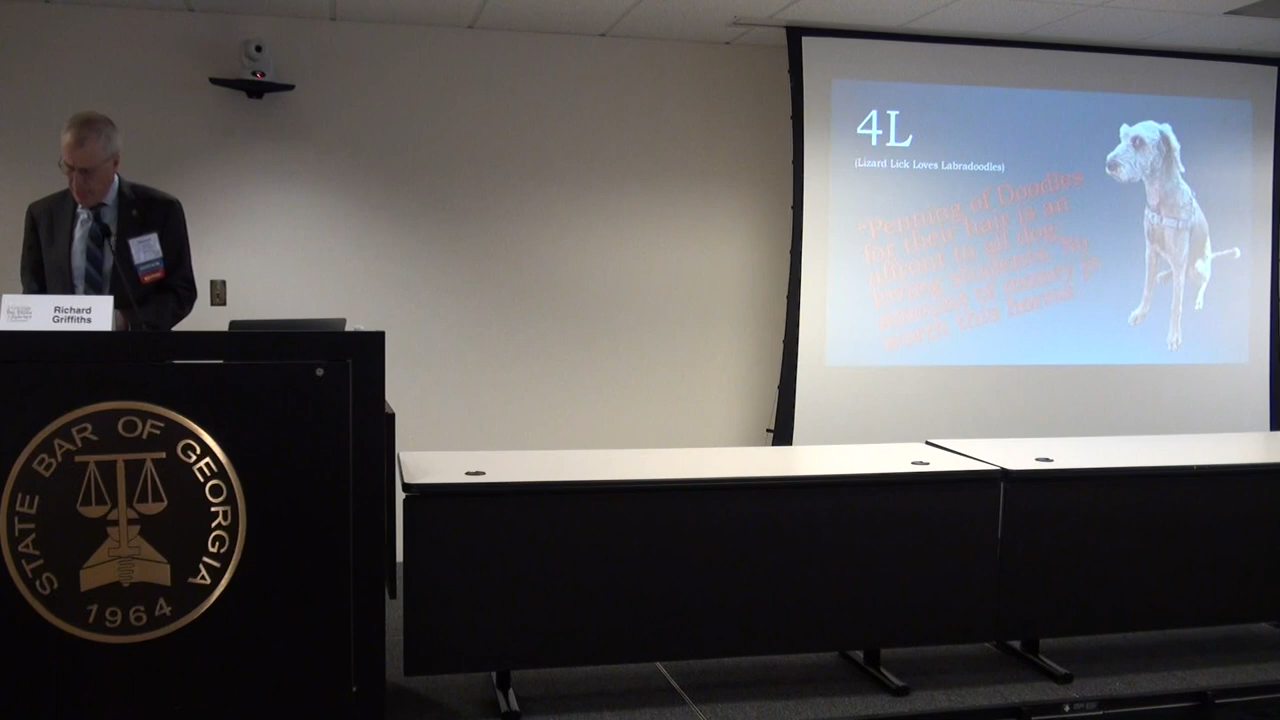 4L
(Lizard Lick Loves Labradoodles)
"Penning of Doodles
for their hair is an
affront to all dog-
loving students. No
amount of money is
worth this horror."
Richard
Griffiths
STATE BAR OF GEORGIA
1964